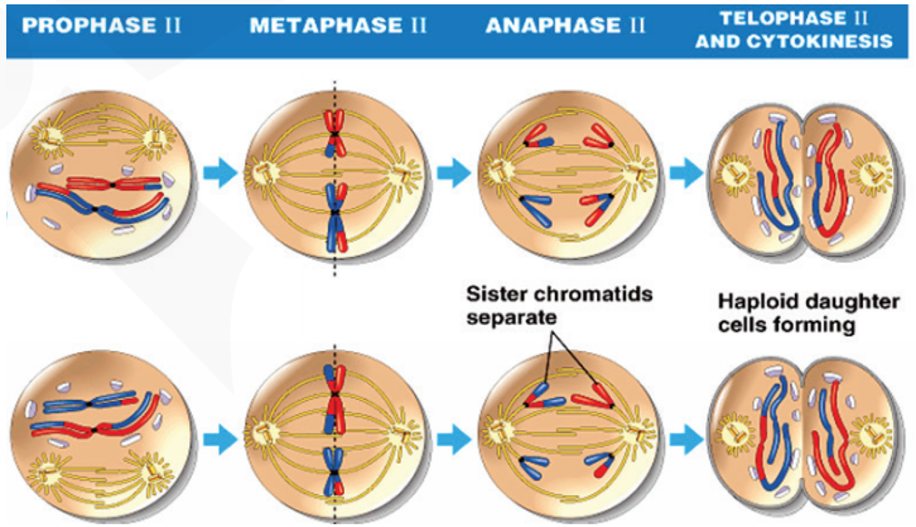 PROPHASE II
METAPHASE II
ANAPHASE II
TELOPHASE II
AND CYTOKINESIS
Sister chromatids
separate
Haploid daughter
cells forming